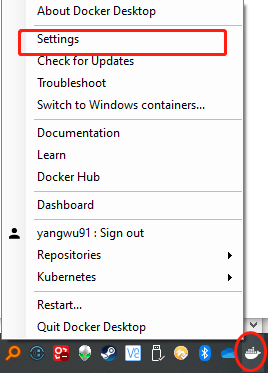 About Docker Desktop
Settings
Check for Updates
Troubleshoot
Switch to Windows containers...
Documentation
Learn
Docker Hub
Dashboard
yangwu91 : Sign out
Repositories
Kubernetes
Restart...
Quit Docker Desktop